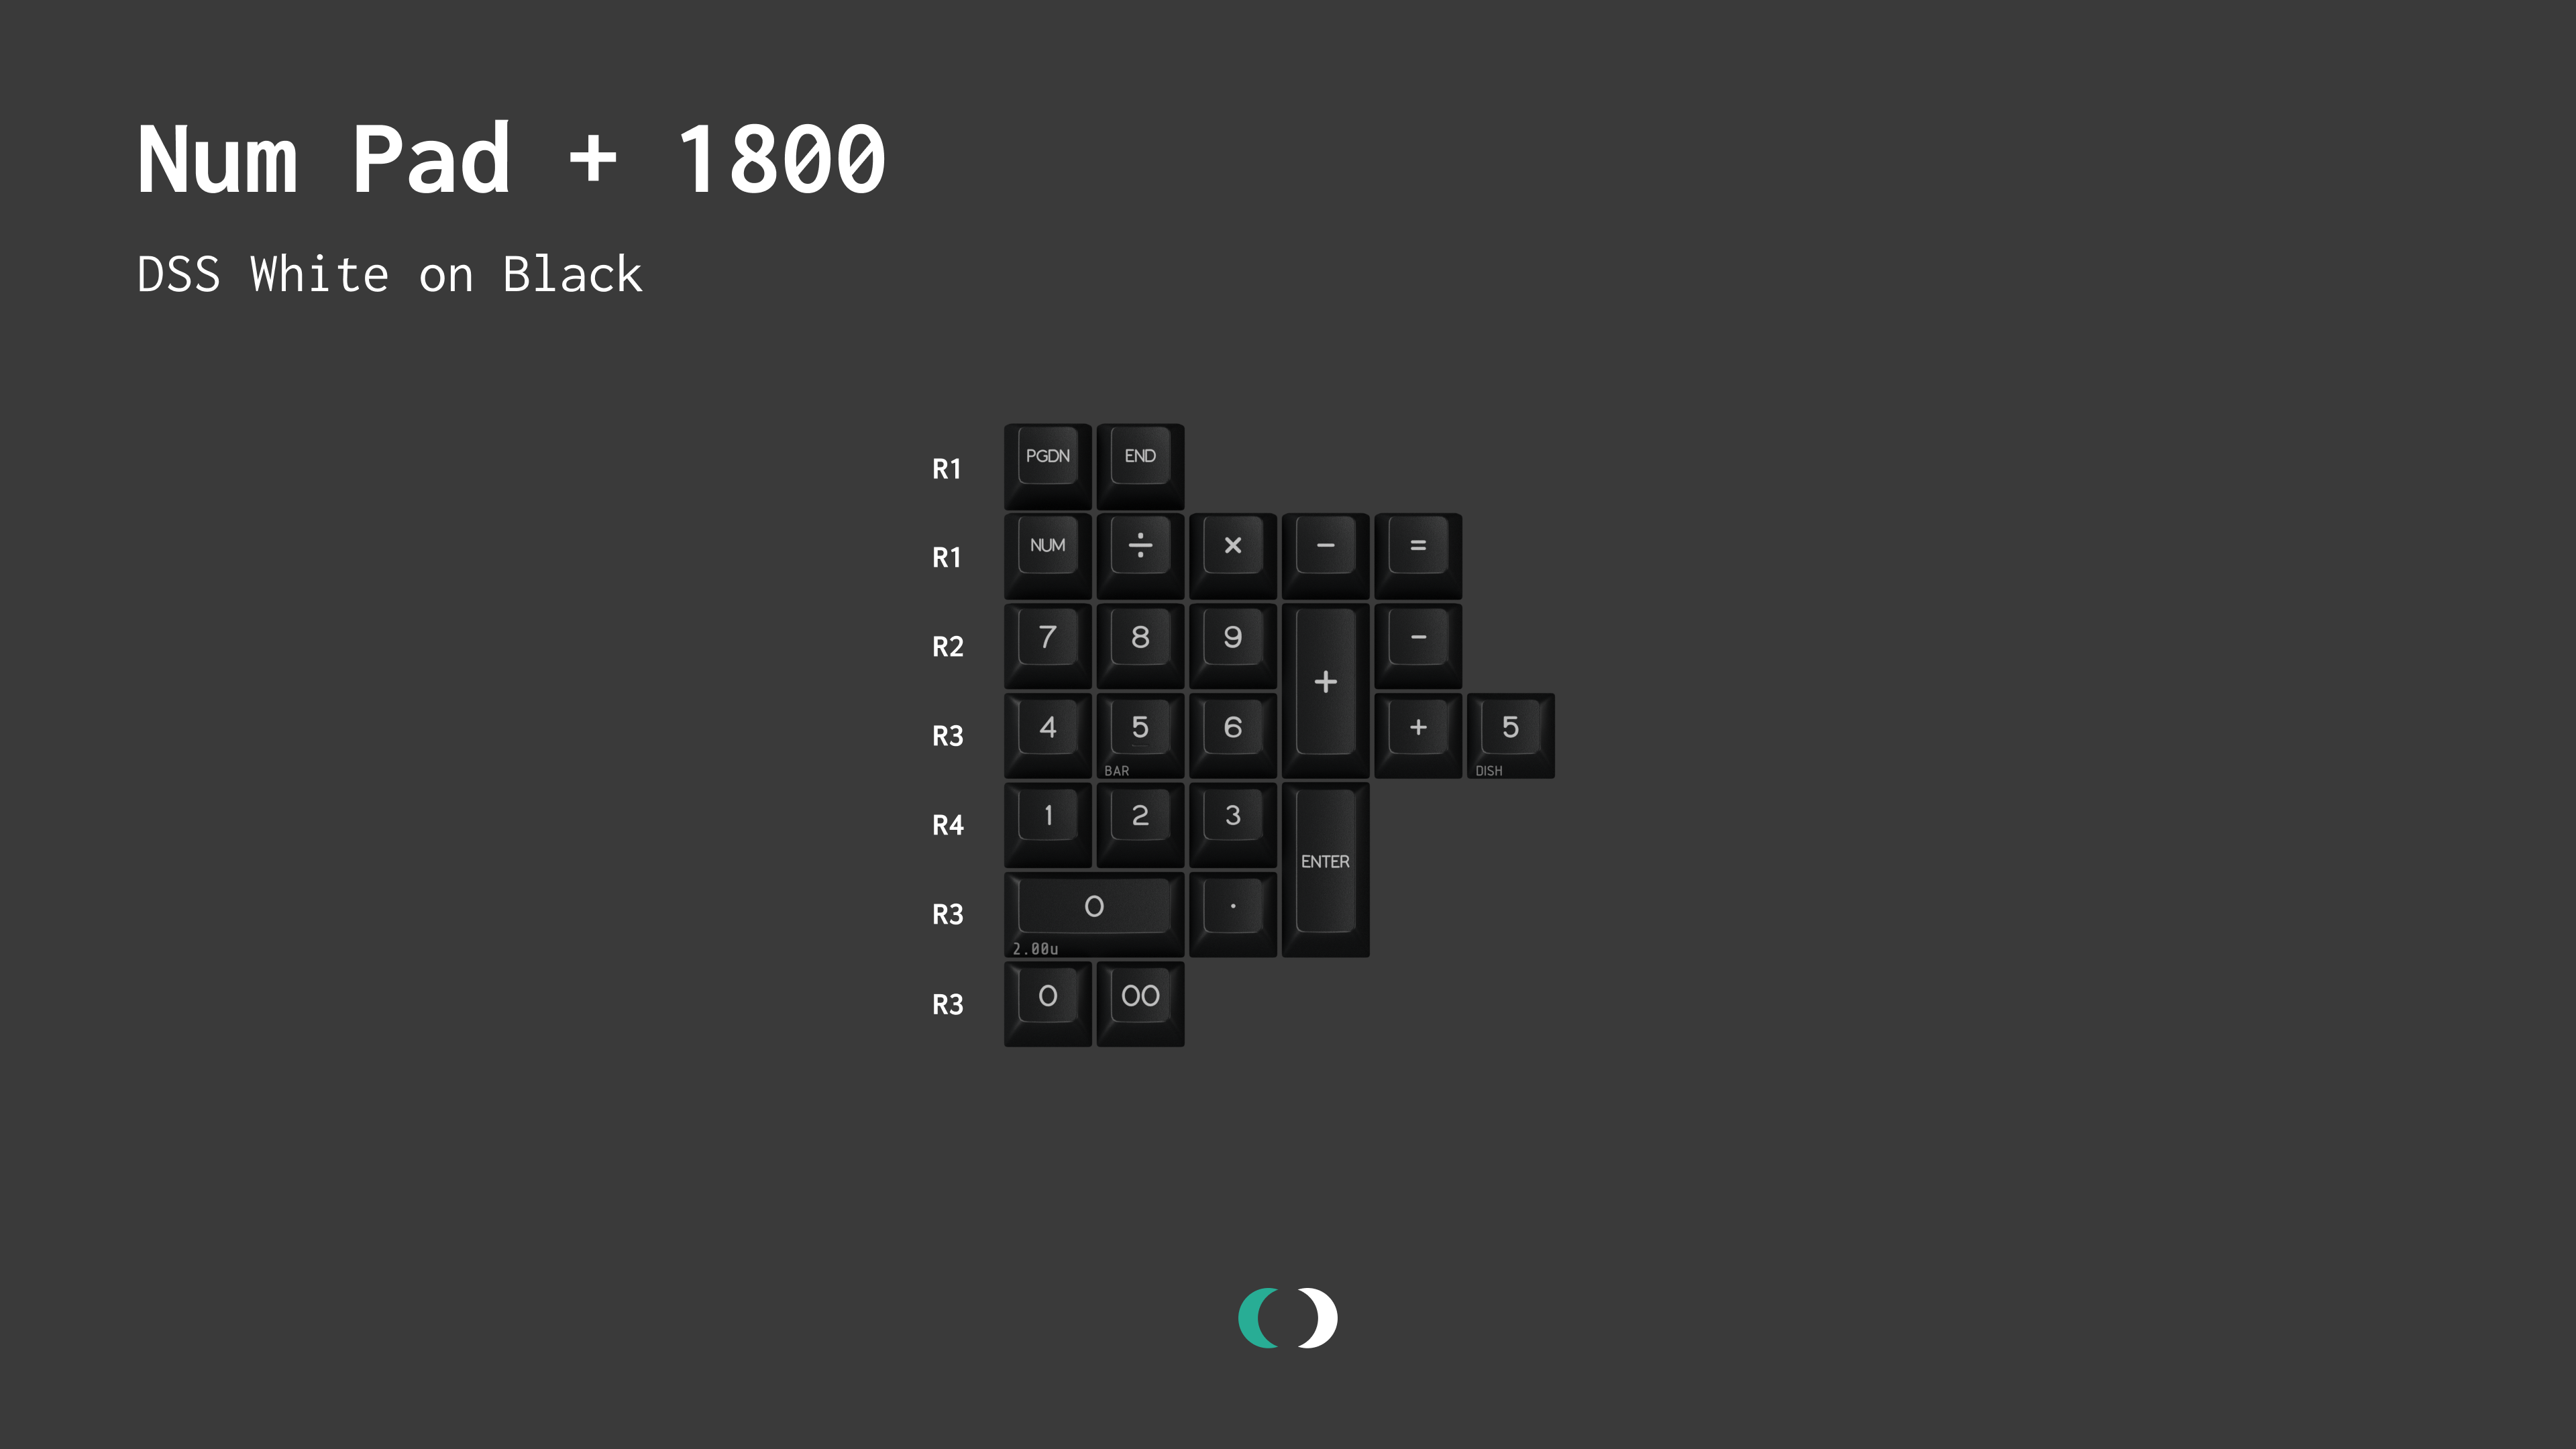 Num Pad + 1800
DSS White on Black
R1 PGDN END
R1 NUM ÷ × − =
R2 7 8 9 −
+
R3 4 5 6 + 5
BAR DISH
R4 1 2 3
ENTER
R3 0 .
2.00u
R3 0 00